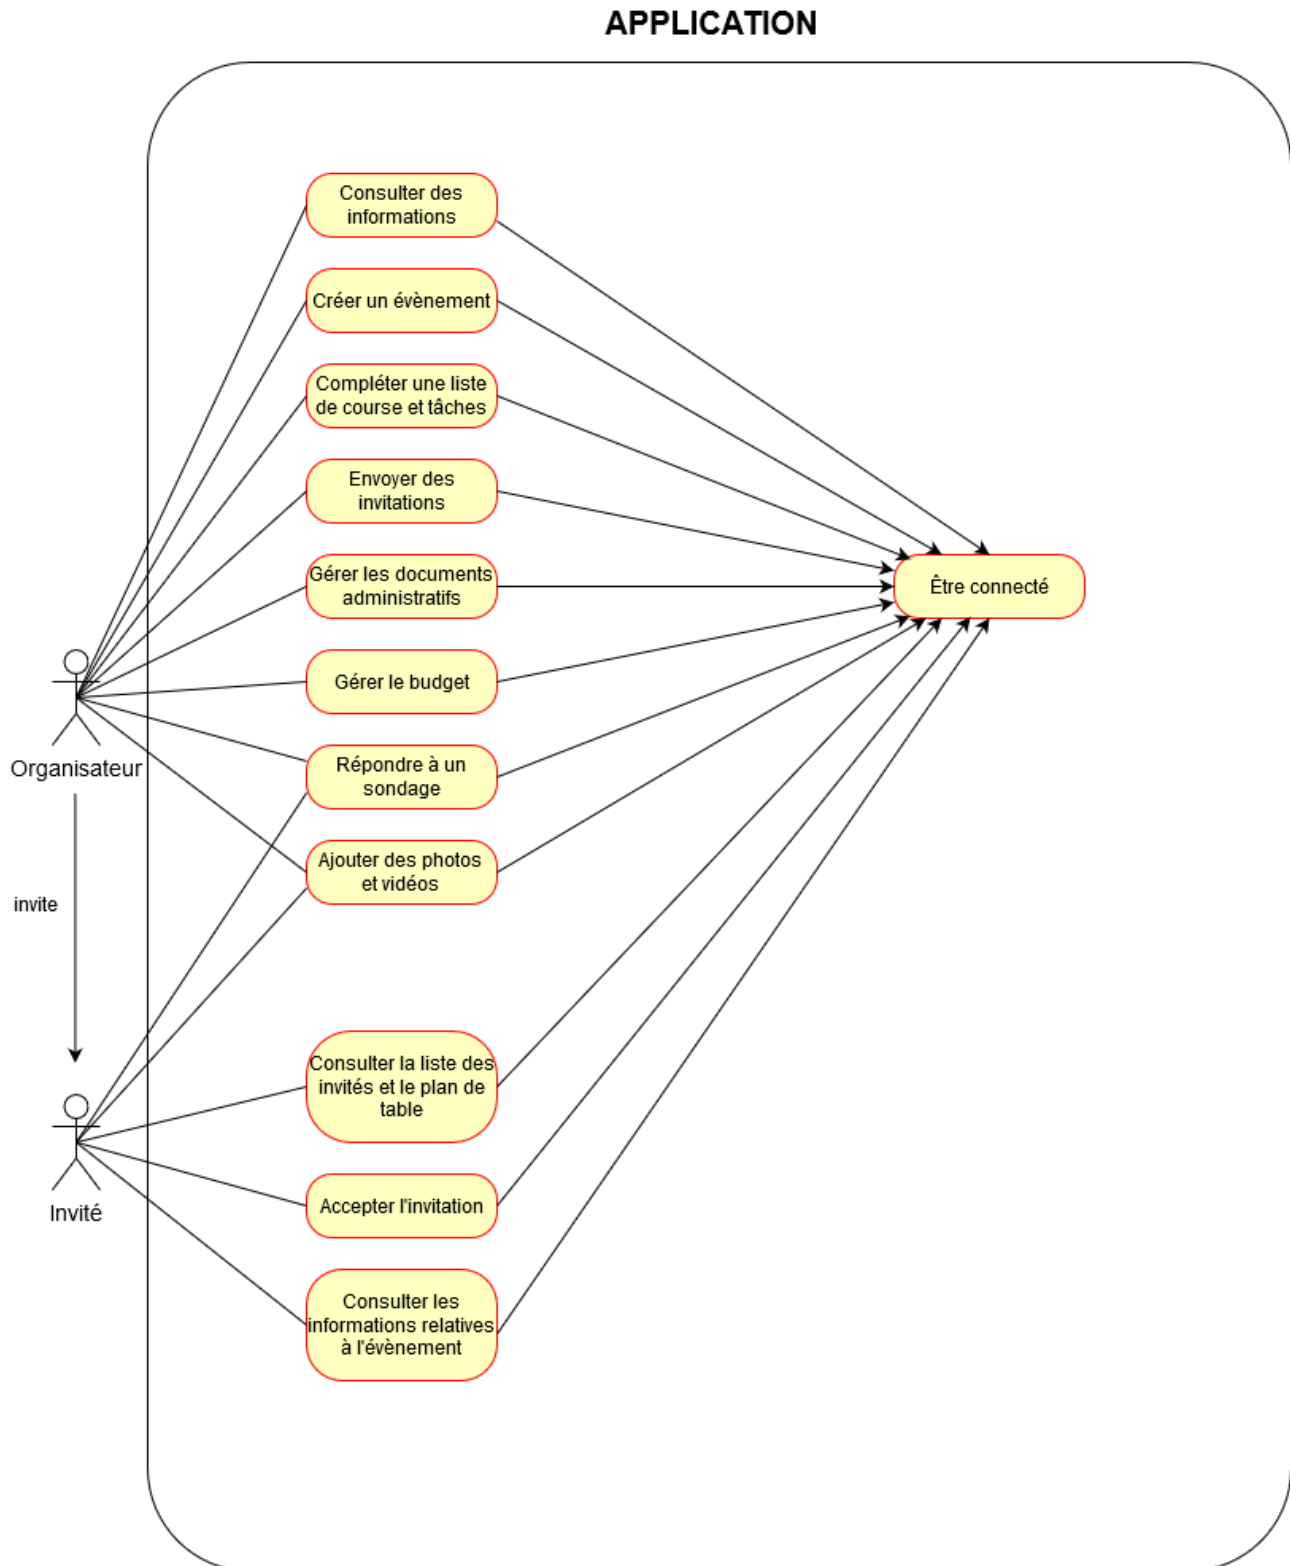 APPLICATION
Consulter des
informations
Créer un évènement
Compléter une liste
de course et tâches
Envoyer des
invitations
Gérer les documents
administratifs
Être connecté
Gérer le budget
Organisateur
Répondre à un
sondage
Ajouter des photos
et vidéos
invite
Consulter la liste des
invités et le plan de
table
Invité
Accepter l'invitation
Consulter les
informations relatives
à l'évènement